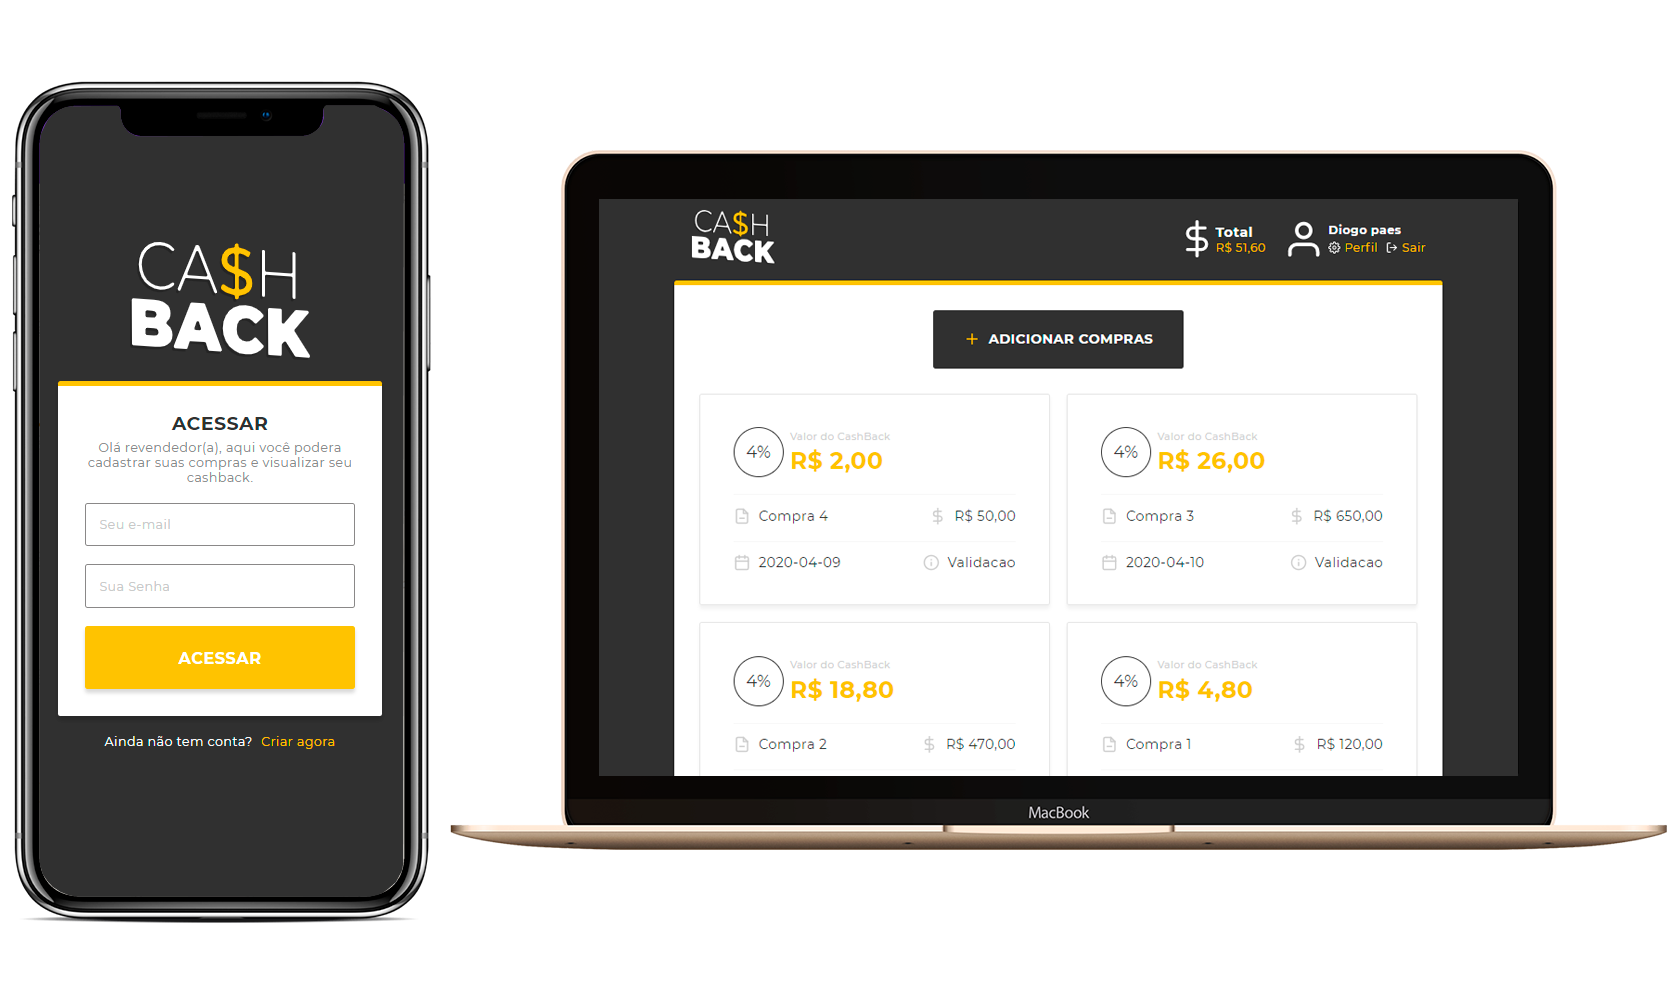 CA$H
BACK
ACESSAR
Olá revendedor(a), aqui você podera
cadastrar suas compras e visualizar seu
cashback.
Seu e-mail
Sua Senha
ACESSAR
Ainda não tem conta? Criar agora
CA$H
BACK
Total
R$ 51,60
Diogo paes
Perfil Sair
+ ADICIONAR COMPRAS
4%
Valor do CashBack
R$ 2,00
Compra 4
R$ 50,00
2020-04-09
Validacao
4%
Valor do CashBack
R$ 26,00
Compra 3
R$ 650,00
2020-04-10
Validacao
4%
Valor do CashBack
R$ 18,80
Compra 2
R$ 470,00
4%
Valor do CashBack
R$ 4,80
Compra 1
R$ 120,00
MacBook